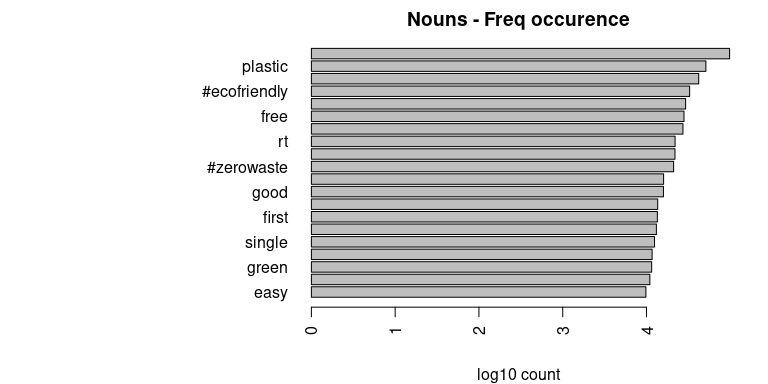 Nouns - Freq occurence
plastic
#ecofriendly
free
rt
#zerowaste
good
first
single
green
easy
0 1 2 3 4
log10 count